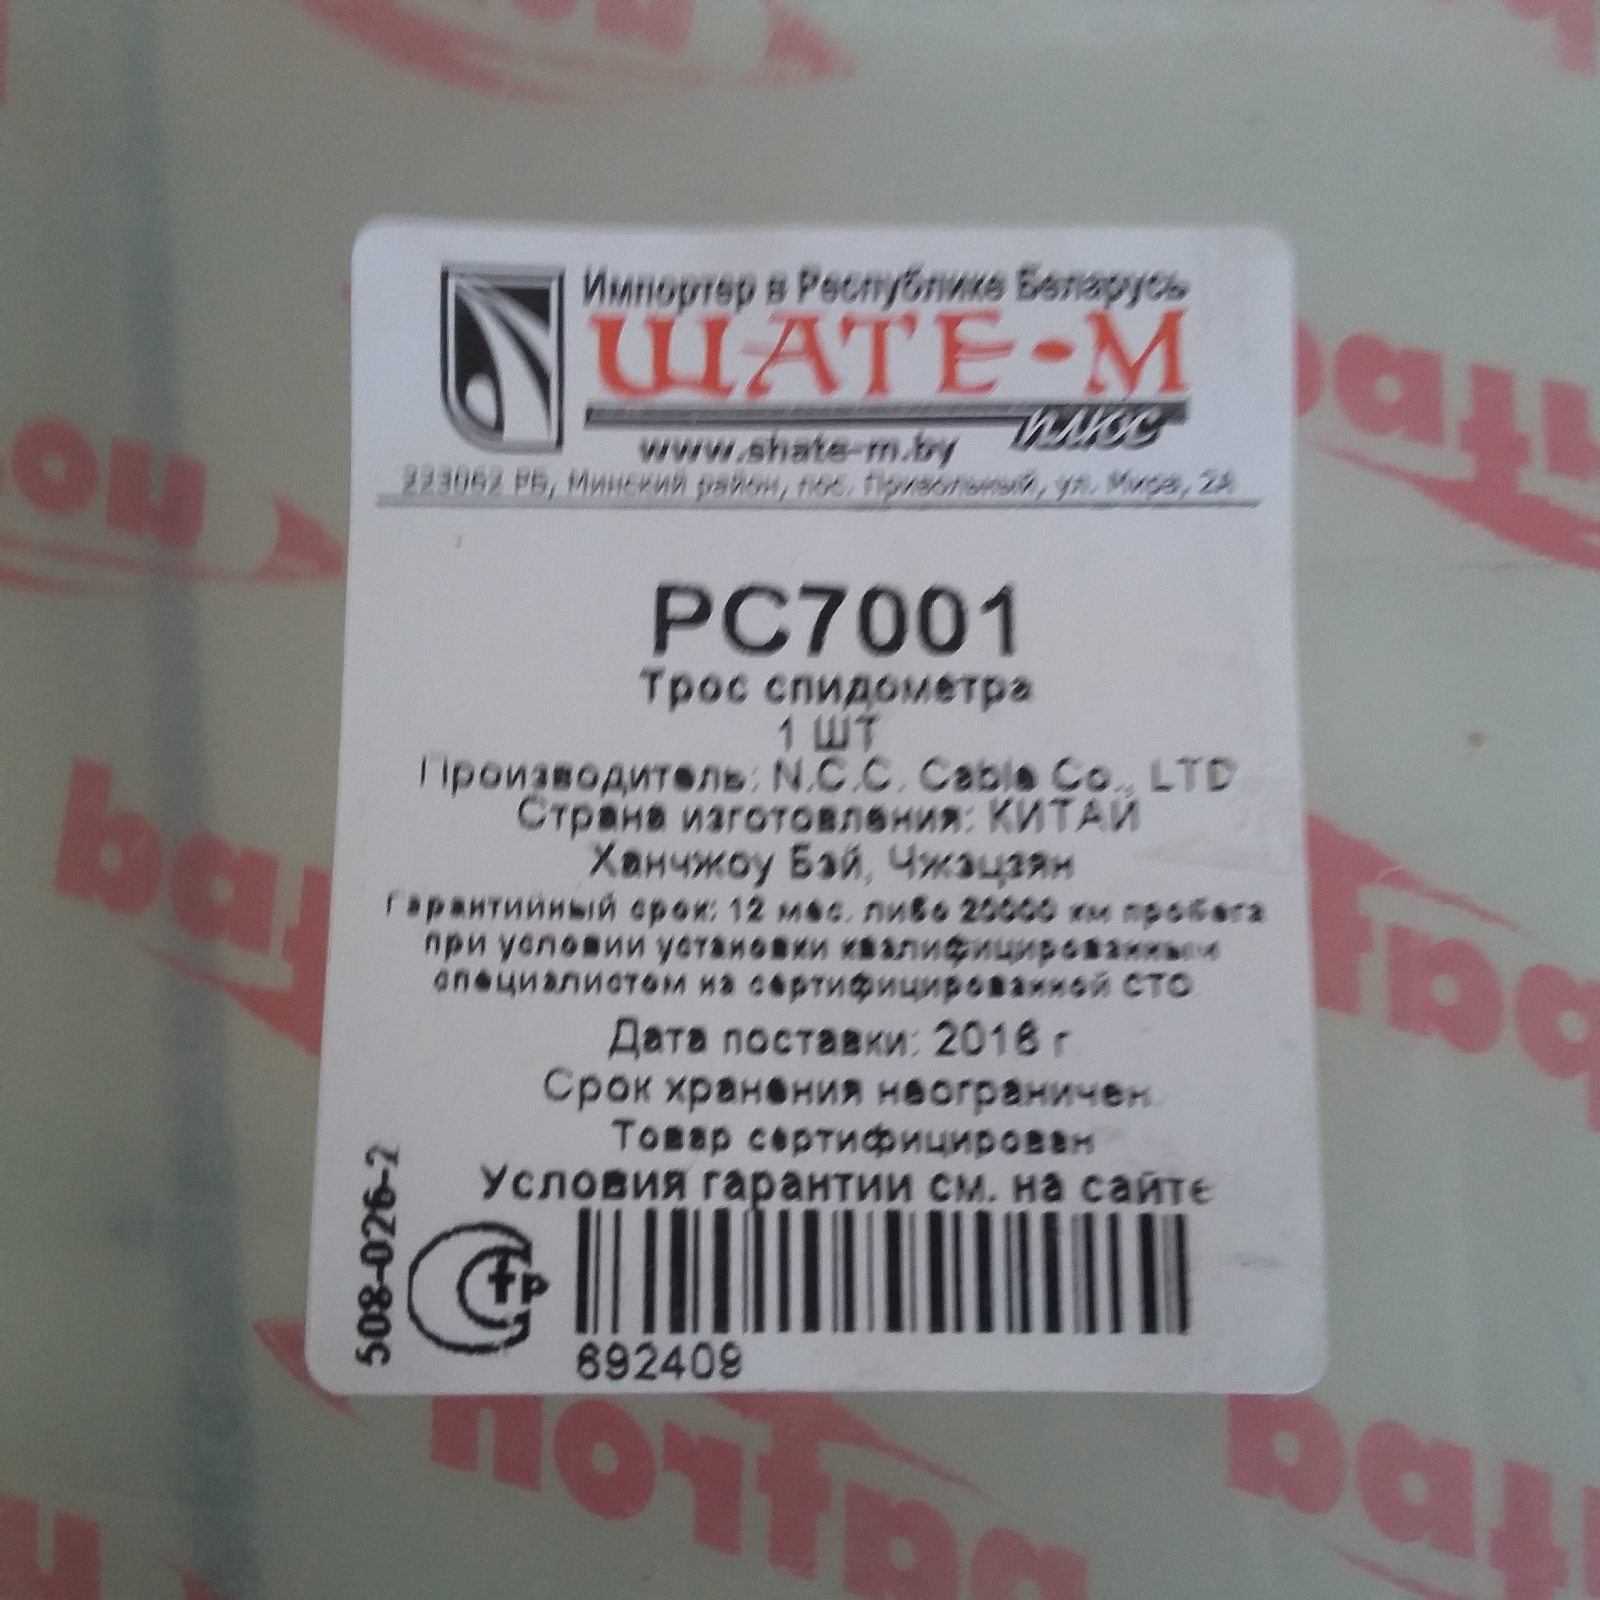 Импортер в Республике Беларусь
ШАТЕ-М
плюс
www.shate-m.by
223062 РБ, Минский район, пос. Привольный, ул. Мира, 2А
PC7001
Трос спидометра
1 ШТ
Производитель: N.C.C. Cable Co., LTD
Страна изготовления: КИТАЙ
Ханчжоу Бэй, Чжэцзян
Гарантийный срок: 12 мес. либо 20000 км пробега
при условии установки квалифицированным
специалистом на сертифицированной СТО
Дата поставки: 2016 г
Срок хранения неограничен.
Товар сертифицирован
Условия гарантии см. на сайте
508-026-2
Стр
692409
patron
patron
patron
patron